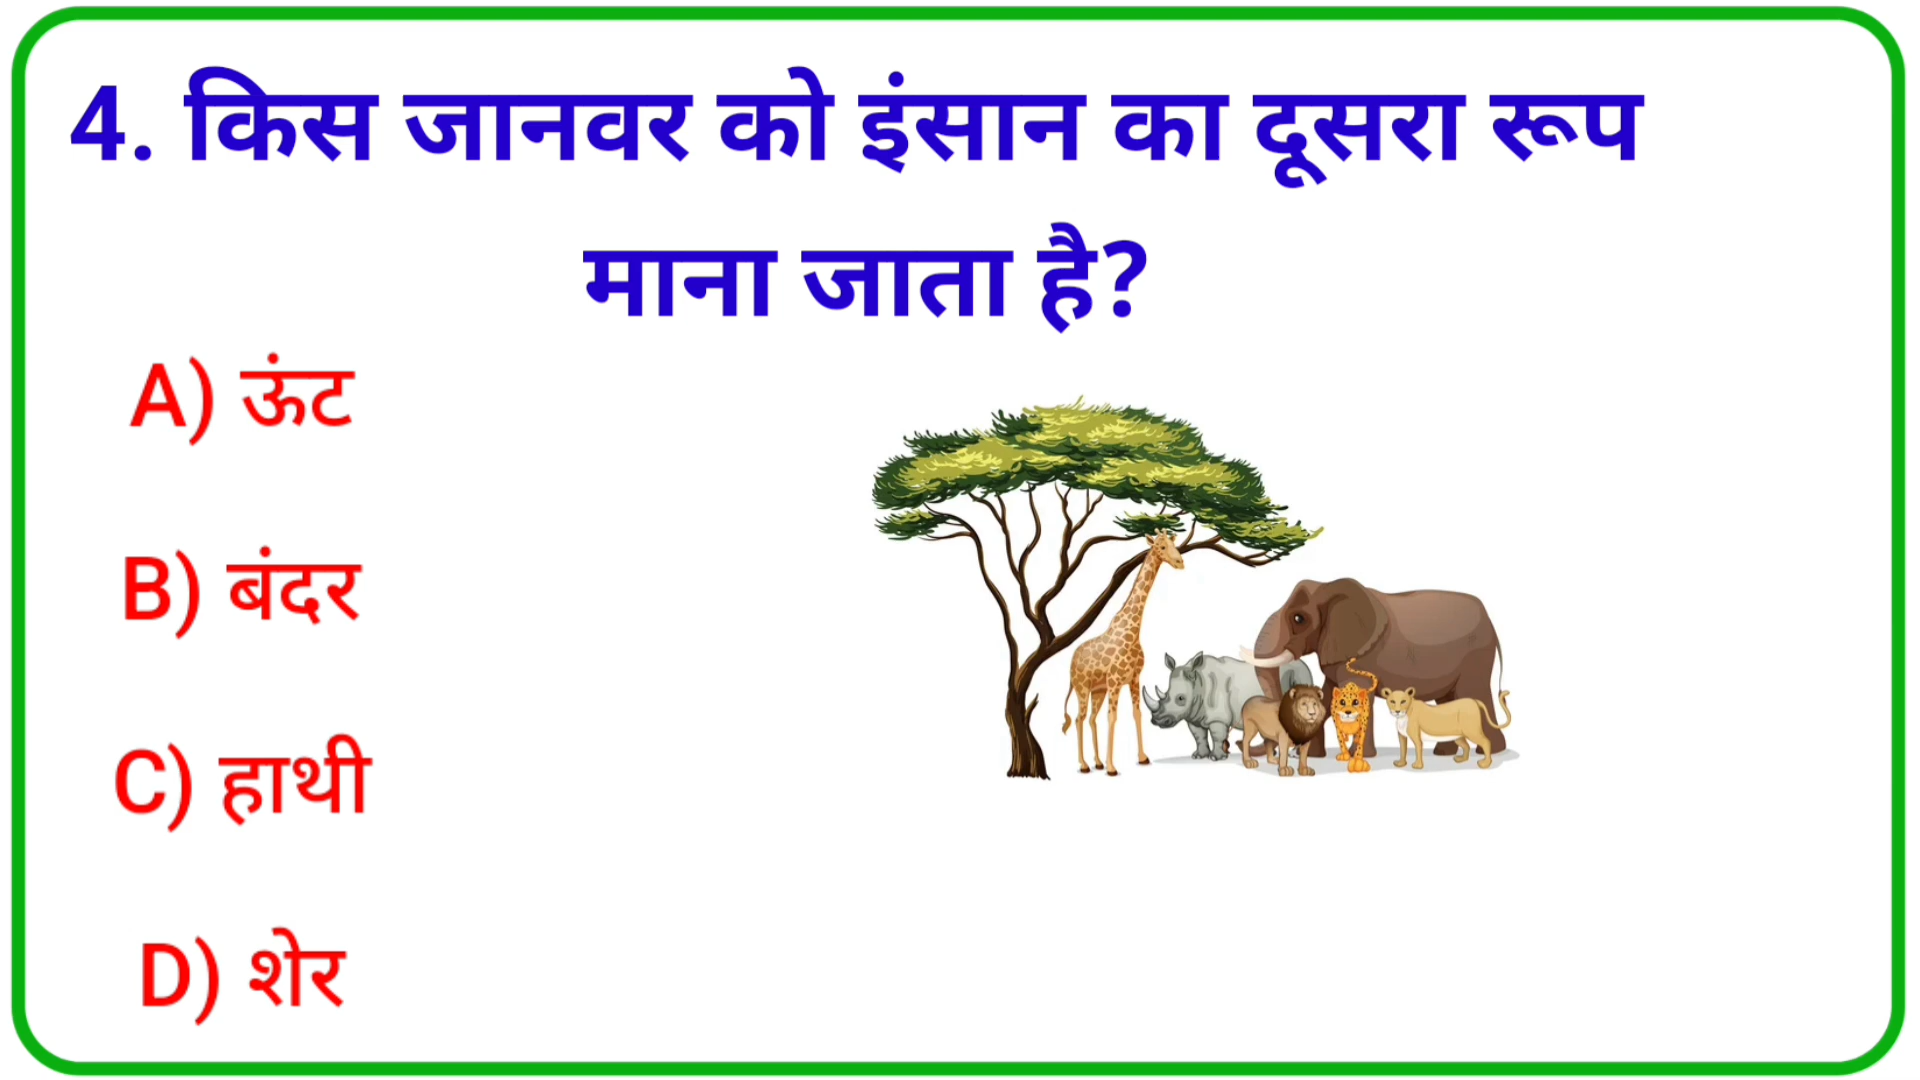 4. किस जानवर को इंसान का दूसरा रूप
माना जाता है?
A) ऊंट
B) बंदर
C) हाथी
D) शेर